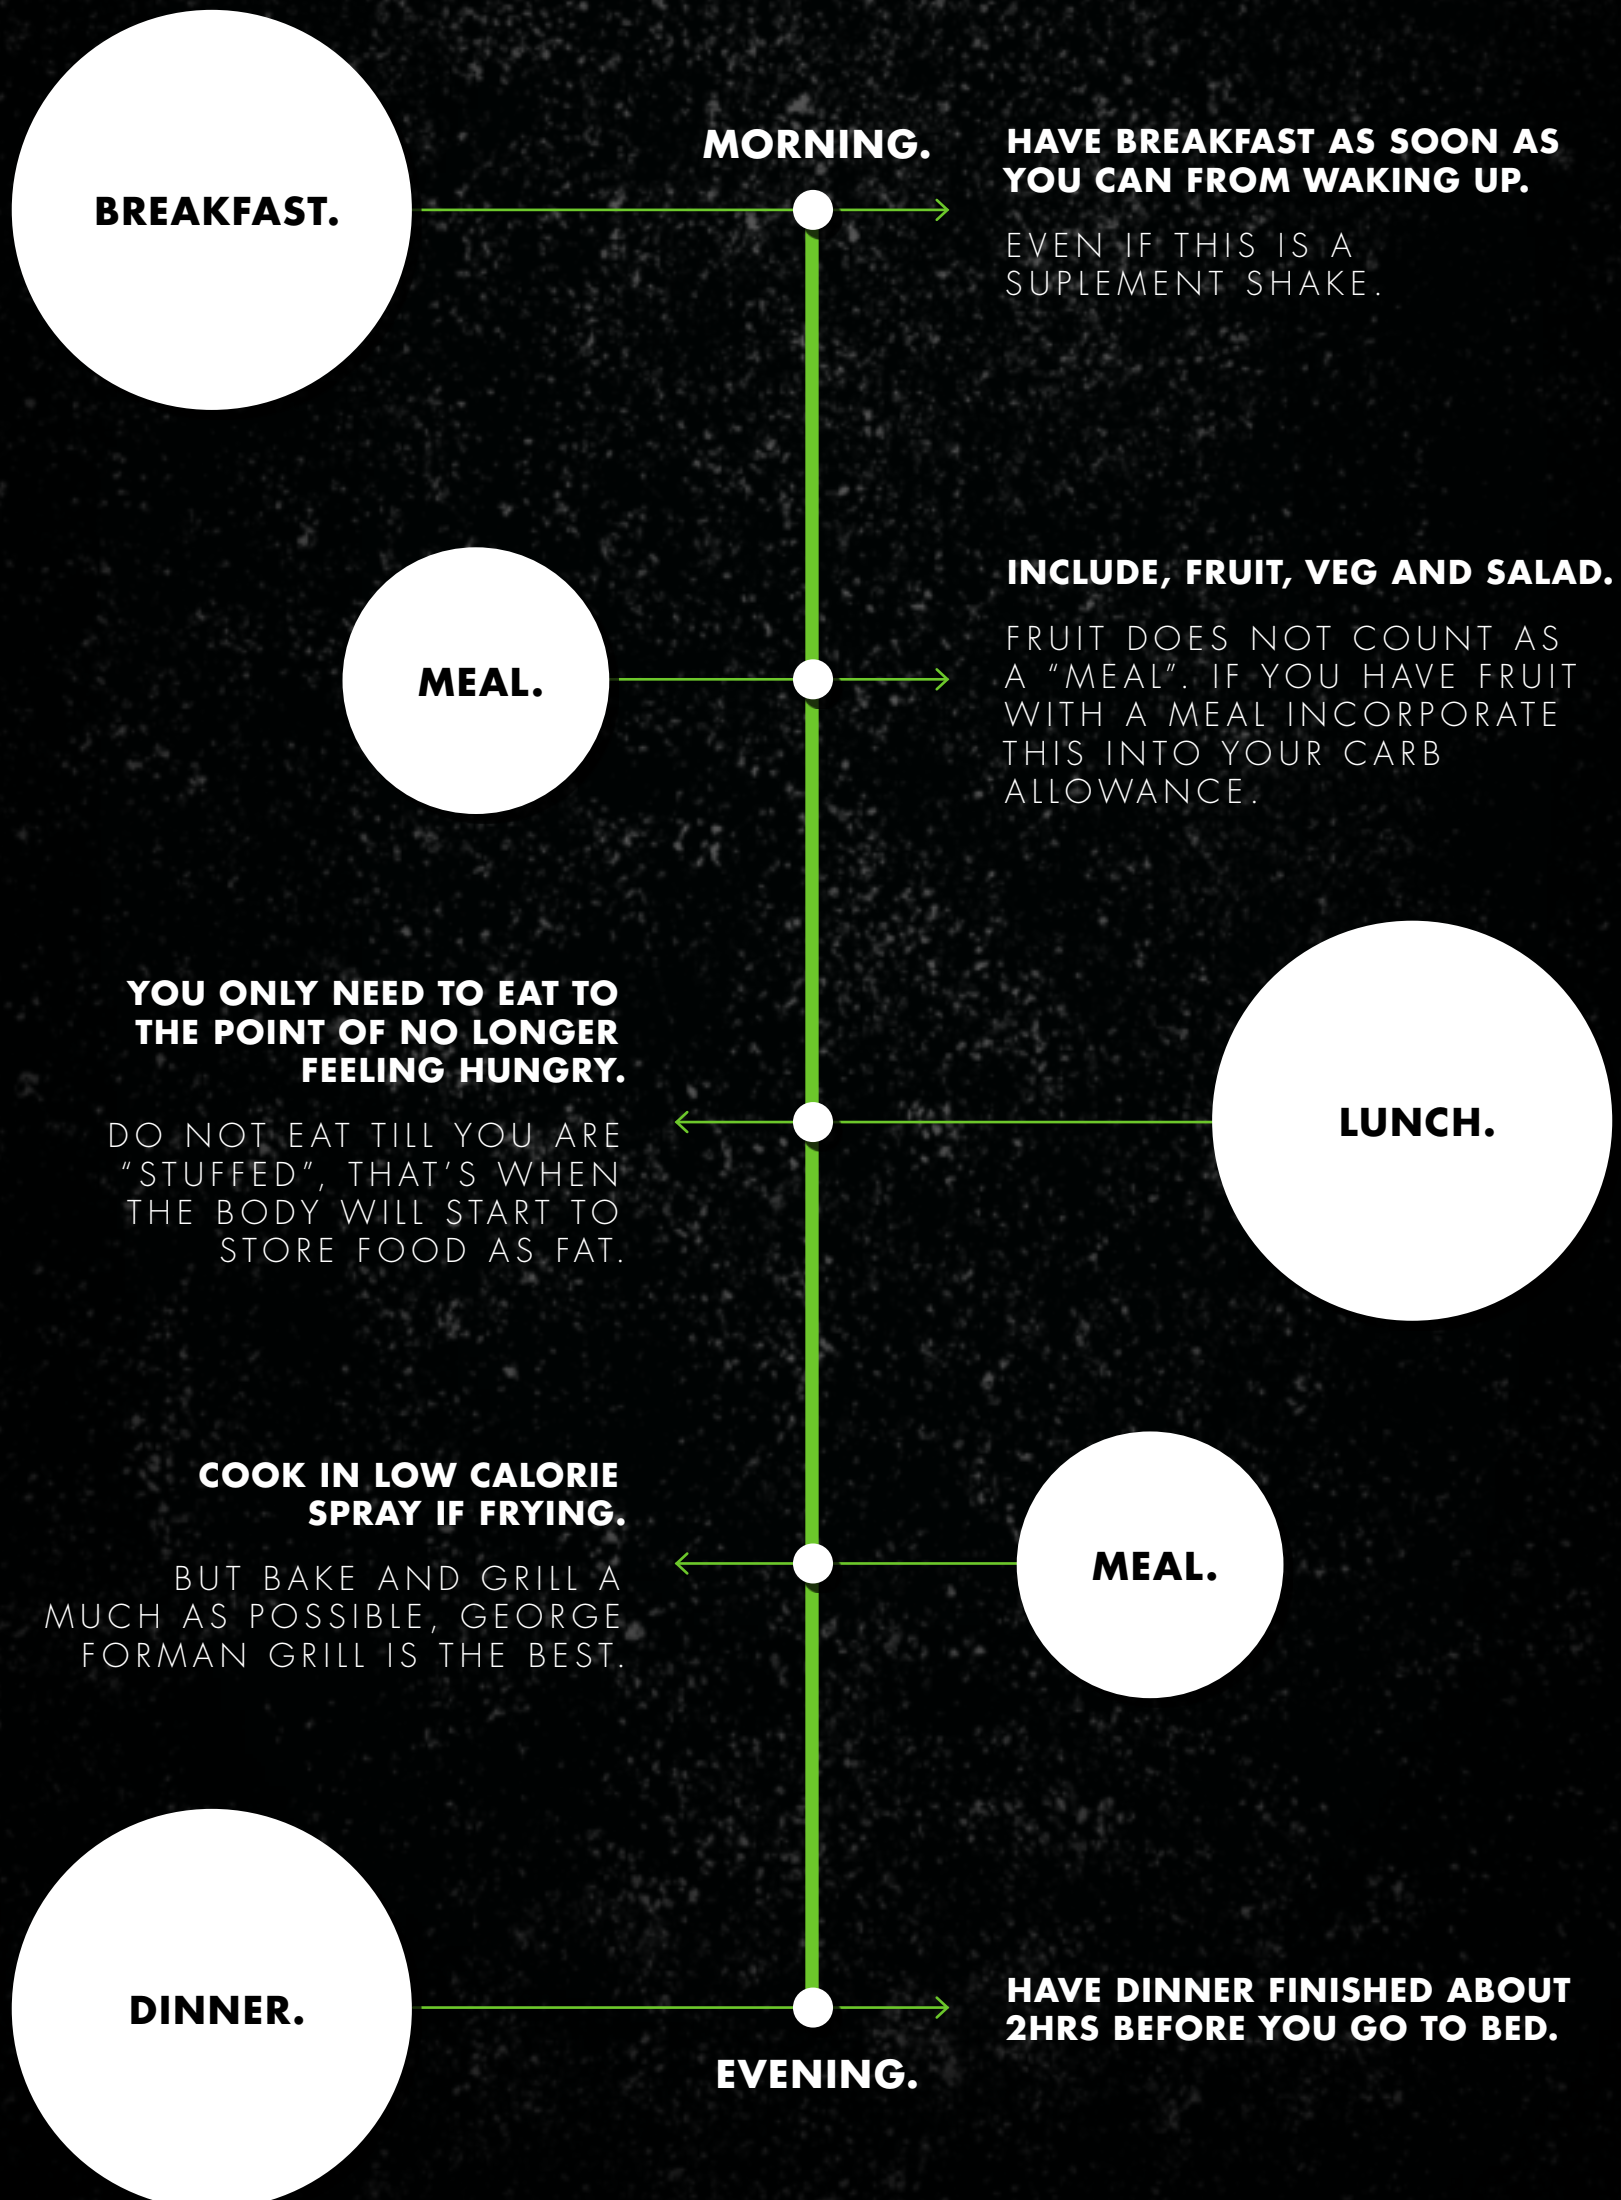 MORNING.
BREAKFAST.
HAVE BREAKFAST AS SOON AS
YOU CAN FROM WAKING UP.
EVEN IF THIS IS A
SUPLEMENT SHAKE.
MEAL.
INCLUDE, FRUIT, VEG AND SALAD.
FRUIT DOES NOT COUNT AS
A “MEAL”. IF YOU HAVE FRUIT
WITH A MEAL INCORPORATE
THIS INTO YOUR CARB
ALLOWANCE.
LUNCH.
YOU ONLY NEED TO EAT TO
THE POINT OF NO LONGER
FEELING HUNGRY.
DO NOT EAT TILL YOU ARE
“STUFFED”, THAT’S WHEN
THE BODY WILL START TO
STORE FOOD AS FAT.
MEAL.
COOK IN LOW CALORIE
SPRAY IF FRYING.
BUT BAKE AND GRILL A
MUCH AS POSSIBLE, GEORGE
FORMAN GRILL IS THE BEST.
DINNER.
HAVE DINNER FINISHED ABOUT
2HRS BEFORE YOU GO TO BED.
EVENING.